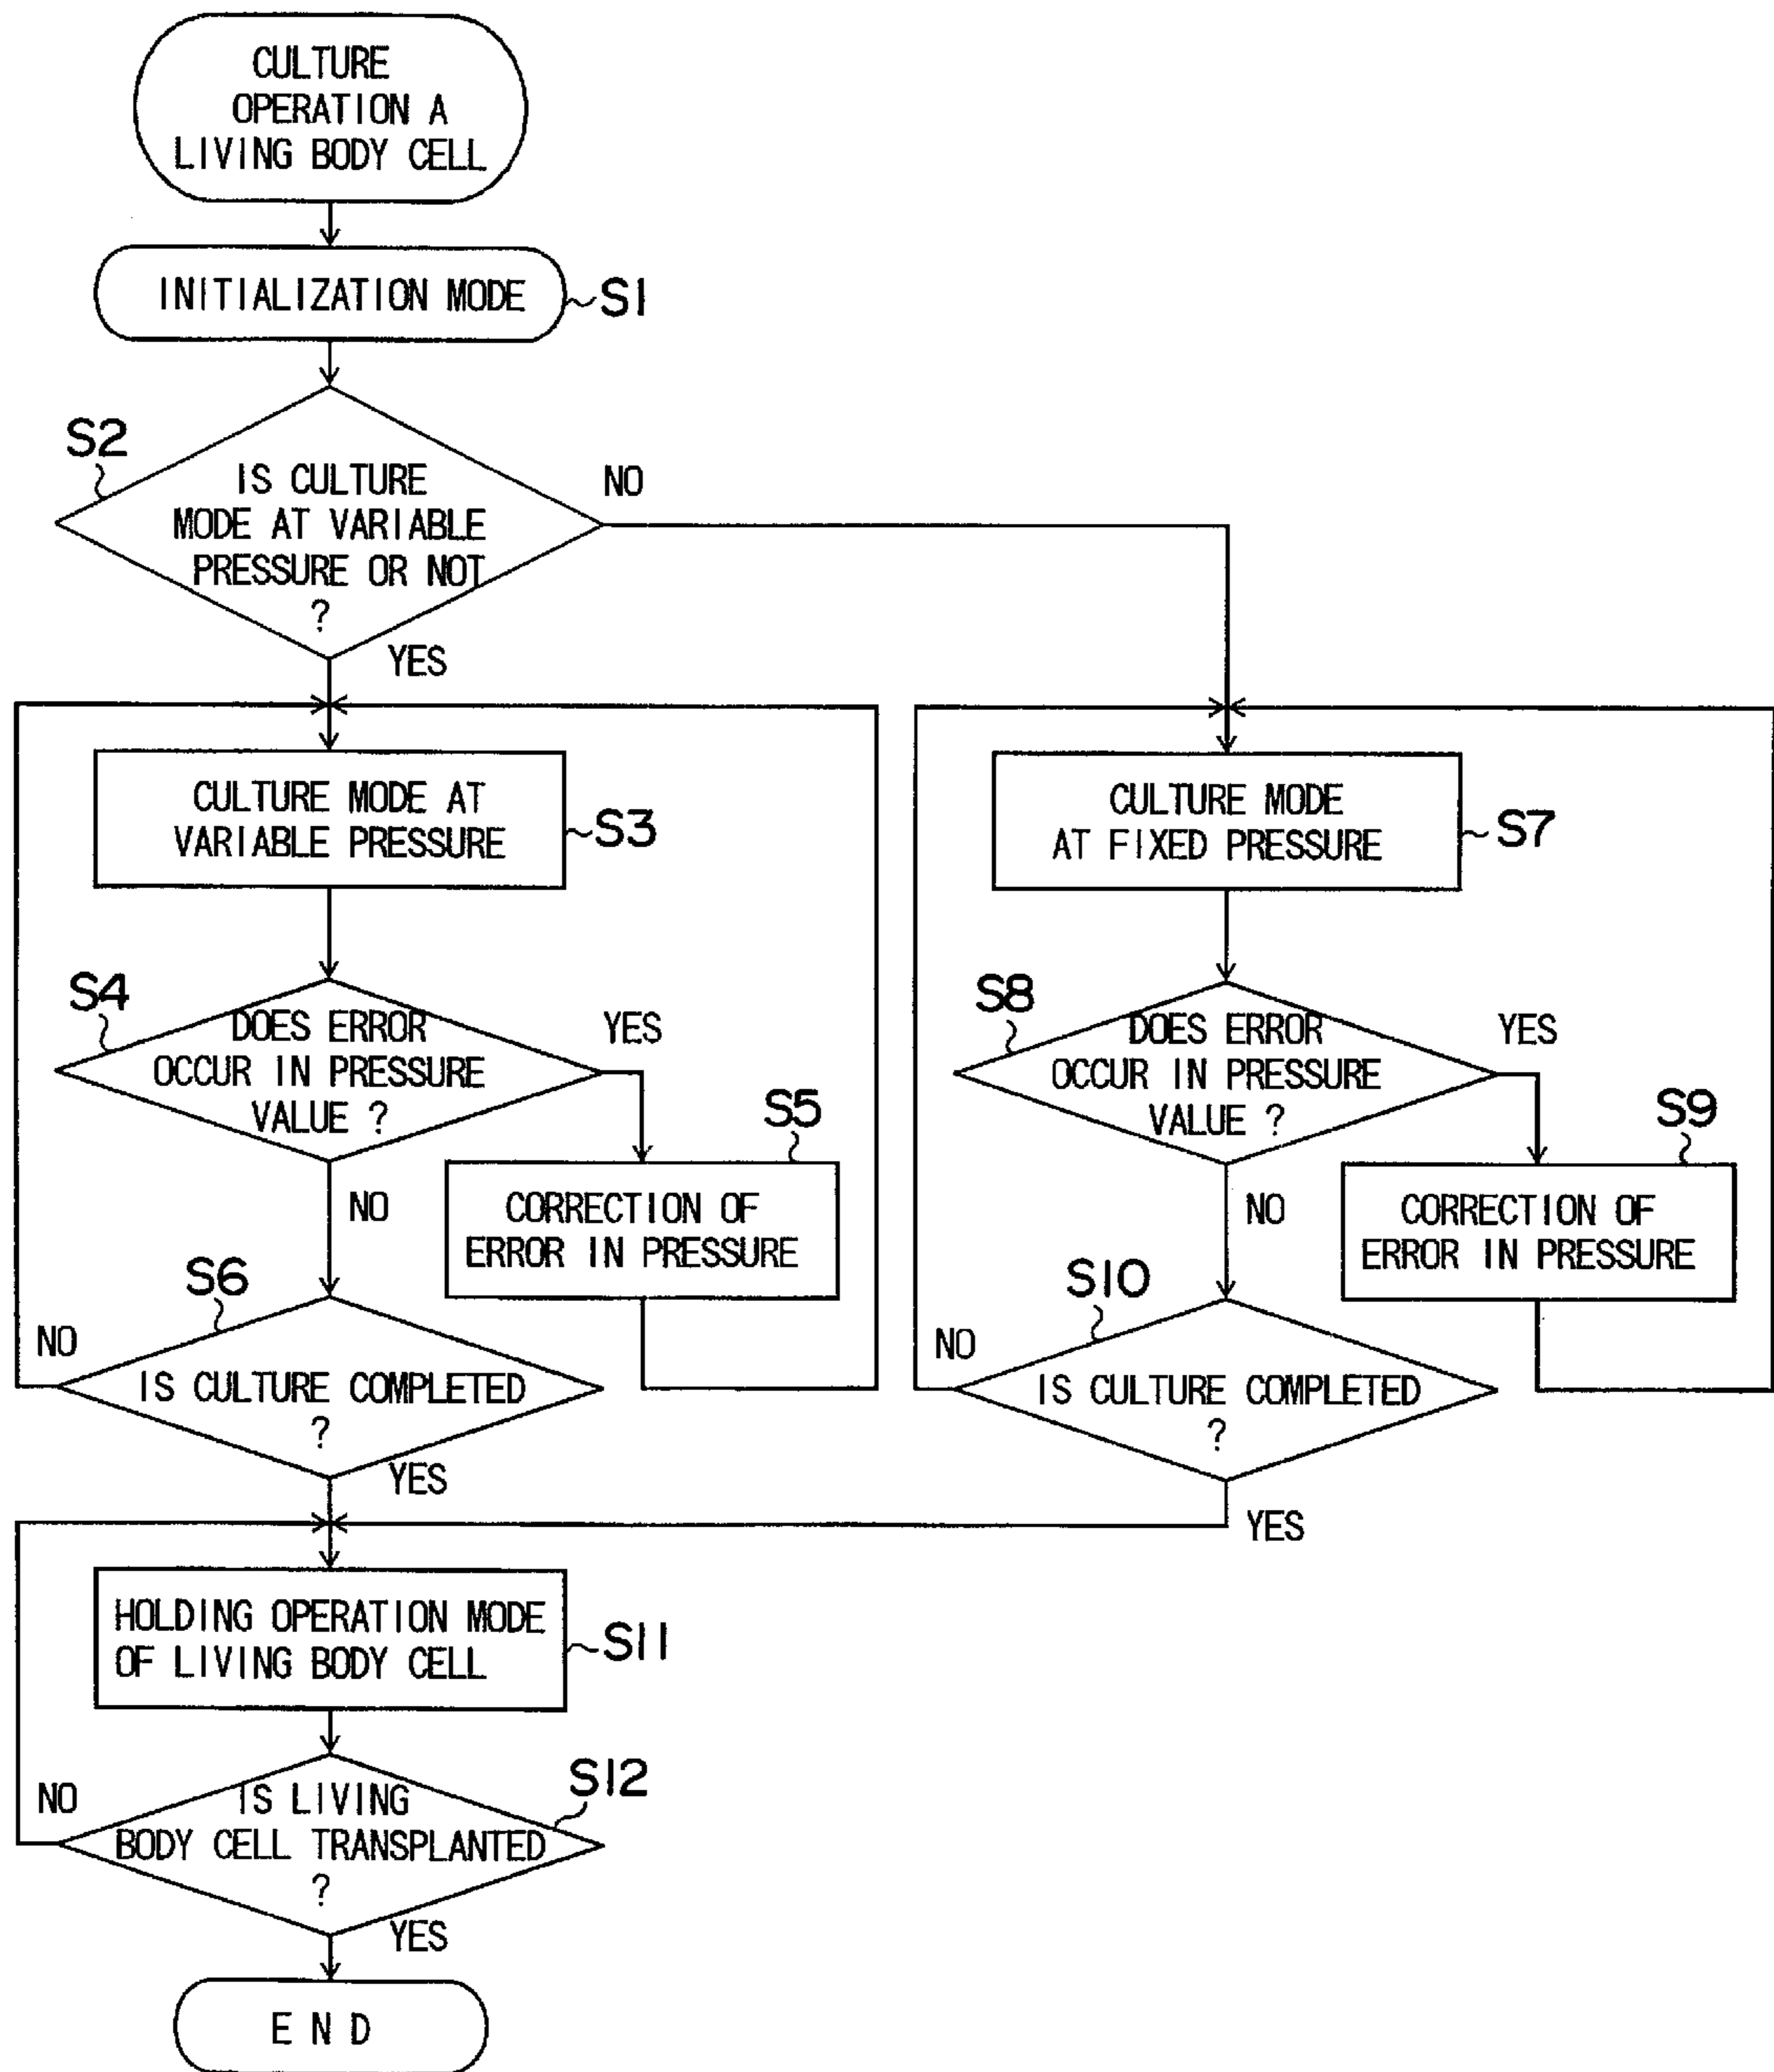 CULTURE
OPERATION A
LIVING BODY CELL
INITIALIZATION MODE
S1
S2
IS CULTURE
MODE AT VARIABLE
PRESSURE OR NOT
?
NO
YES
CULTURE MODE AT
VARIABLE PRESSURE
S3
S4
DOES ERROR
OCCUR IN PRESSURE
VALUE ?
YES
NO
S5
CORRECTION OF
ERROR IN PRESSURE
S6
NO
IS CULTURE COMPLETED
?
YES
CULTURE MODE
AT FIXED PRESSURE
S7
S8
DOES ERROR
OCCUR IN PRESSURE
VALUE ?
YES
NO
S9
CORRECTION OF
ERROR IN PRESSURE
S10
NO
IS CULTURE COMPLETED
?
YES
HOLDING OPERATION MODE
OF LIVING BODY CELL
S11
S12
NO
IS LIVING
BODY CELL TRANSPLANTED
?
YES
END